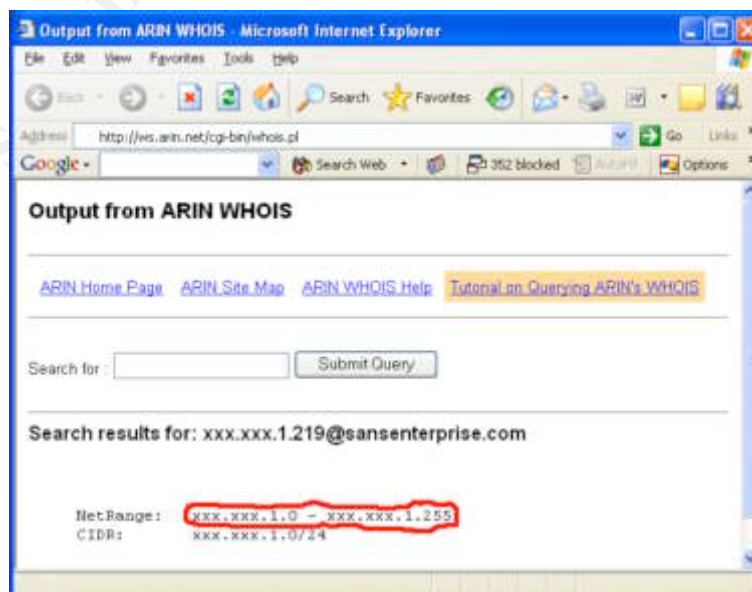 Output from ARIN WHOIS - Microsoft Internet Explorer
File Edit View Favorites Tools Help
Back Search Favorites
Address http://ws.arin.net/cgi-bin/whois.pl Go Links
Google Search Web 352 blocked AutoFill Options
Output from ARIN WHOIS
ARIN Home Page ARIN Site Map ARIN WHOIS Help Tutorial on Querying ARIN's WHOIS
Search for : Submit Query
Search results for: xxx.xxx.1.219@sansenterprise.com
NetRange: xxx.xxx.1.0 - xxx.xxx.1.255
CIDR: xxx.xxx.1.0/24